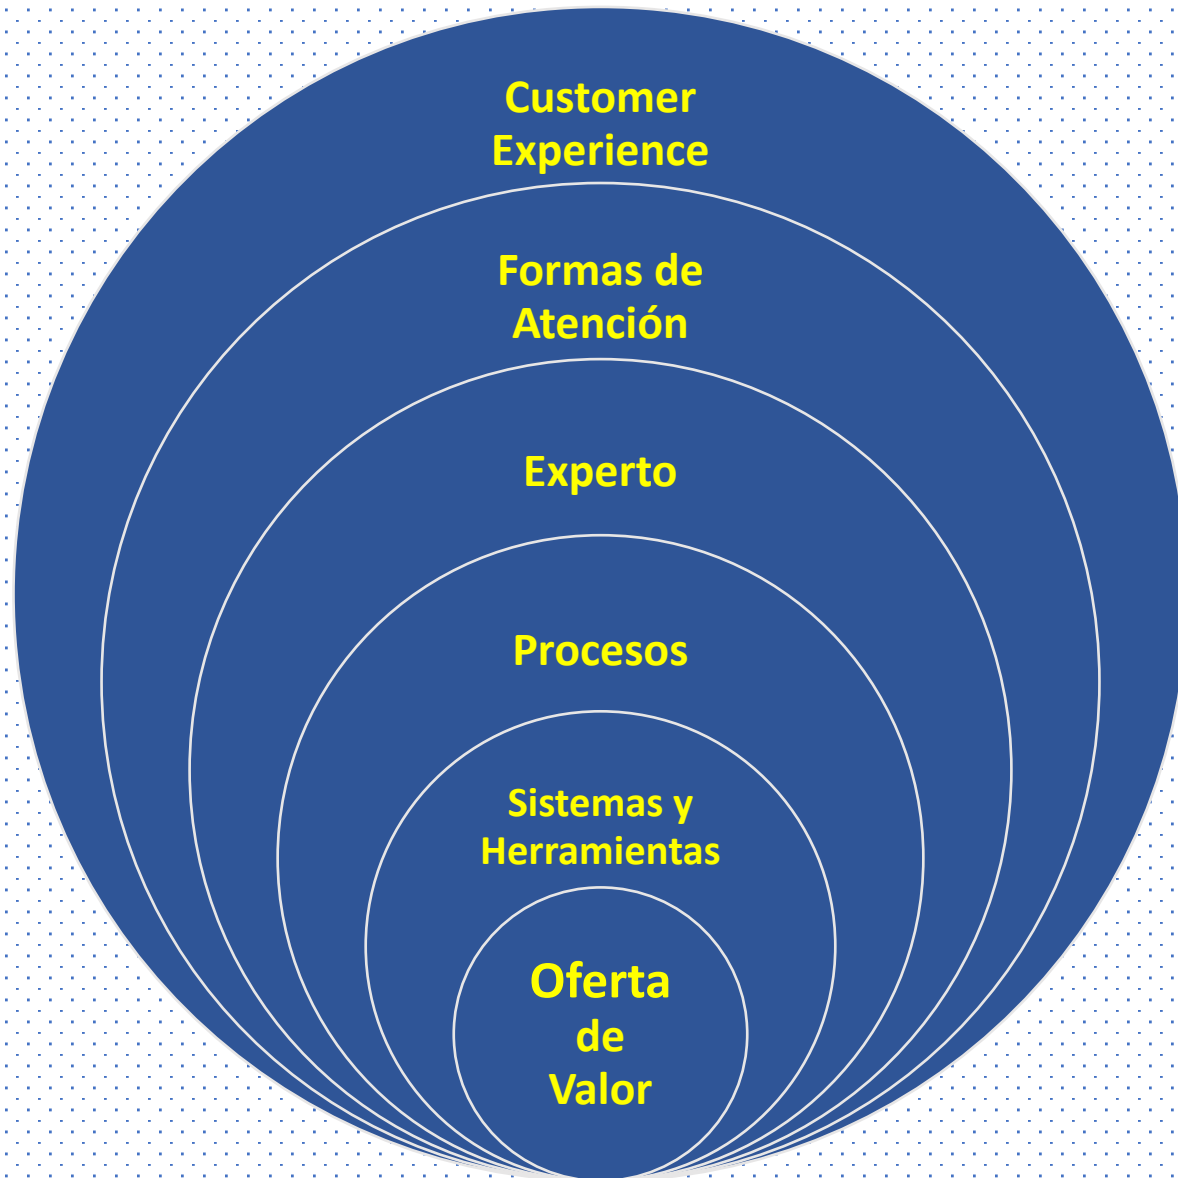 Customer
Experience
Formas de
Atención
Experto
Procesos
Sistemas y
Herramientas
Oferta
de
Valor